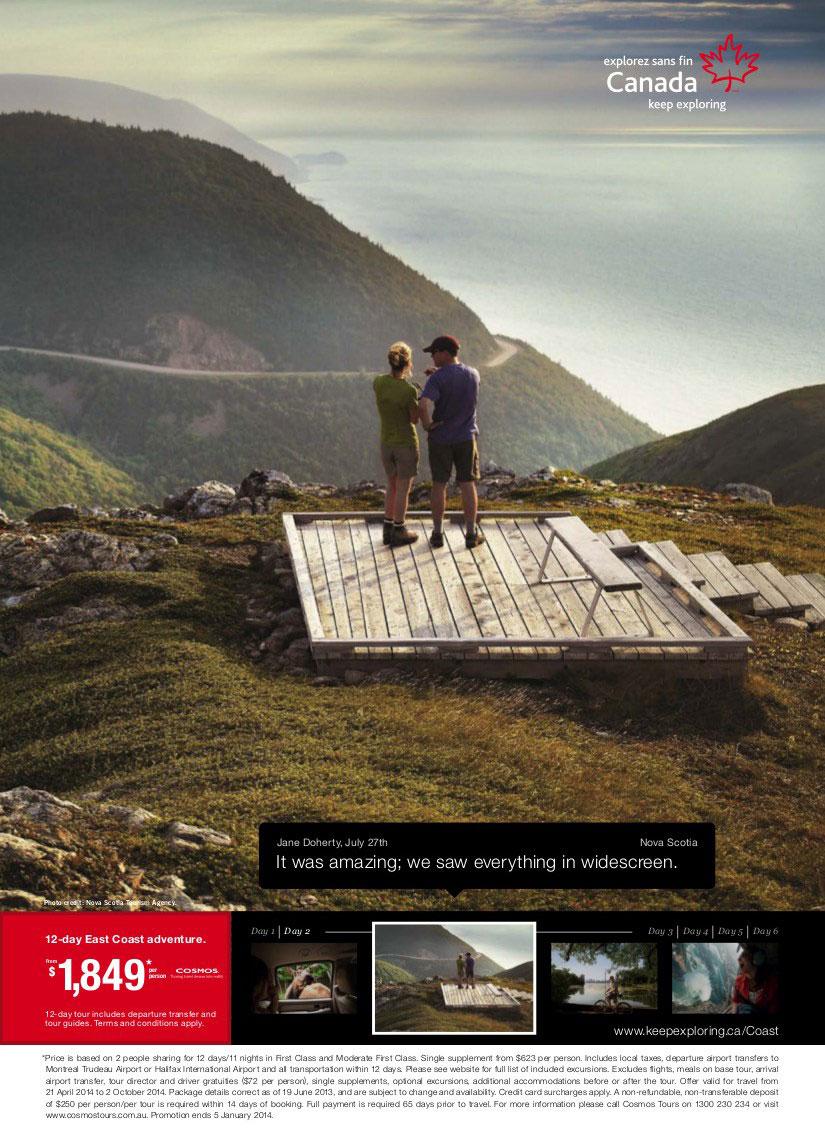 explorez sans fin
Canada
keep exploring
Jane Doherty, July 27th
Nova Scotia
It was amazing; we saw everything in widescreen.
Photo credit: Nova Scotia Tourism Agency.
12-day East Coast adventure.
from
$1,849*
per
person
COSMOS.
12-day tour includes departure transfer and
tour guides. Terms and conditions apply.
Day 1 | Day 2
Day 3 | Day 4 | Day 5 | Day 6
www.keepexploring.ca/Coast
*Price is based on 2 people sharing for 12 days/11 nights in First Class and Moderate First Class. Single supplement from $623 per person. Includes local taxes, departure airport transfers to
Montreal Trudeau Airport or Halifax International Airport and all transportation within 12 days. Please see website for full list of included excursions. Excludes flights, meals on base tour, arrival
airport transfer, tour director and driver gratuities ($72 per person), single supplements, optional excursions, additional accommodations before or after the tour. Offer valid for travel from
21 April 2014 to 2 October 2014. Package details correct as of 19 June 2013, and are subject to change and availability. Credit card surcharges apply. A non-refundable, non-transferable deposit
of $250 per person/per tour is required within 14 days of booking. Full payment is required 65 days prior to travel. For more information please call Cosmos Tours on 1300 230 234 or visit
www.cosmostours.com.au. Promotion ends 5 January 2014.